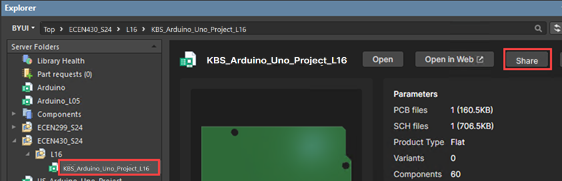 Explorer
BYUI Top ECEN430_S24 L16 KBS_Arduino_Uno_Project_L16
Server Folders
Library Health
Part requests (0)
Arduino
Arduino_L05
Components
ECEN299_S24
ECEN430_S24
L16
KBS_Arduino_Uno_Project_L16
KBS_Arduino_Uno_Project_L16 Open Open in Web Share
Parameters
PCB files 1 (160.5KB)
SCH files 1 (706.5KB)
Product Type Flat
Variants 0
Components 60